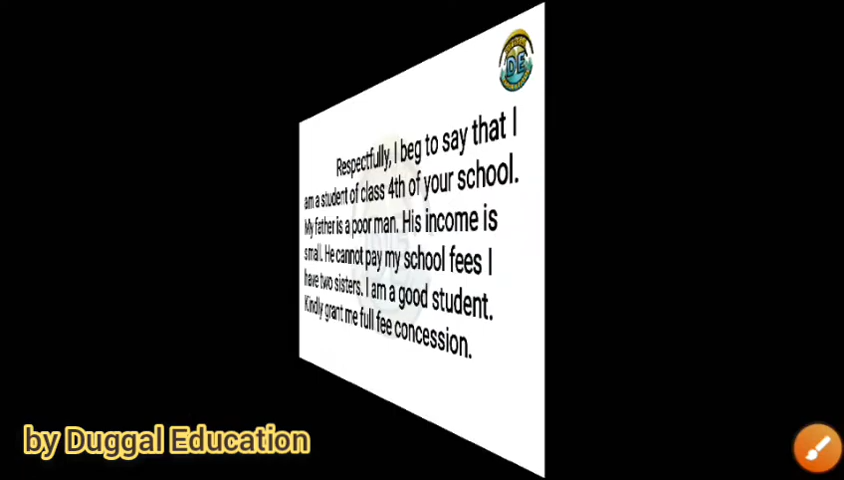 Respectfully, I beg to say that I
am a student of class 4th of your school.
My father is a poor man. His income is
small. He cannot pay my school fees I
have two sisters. I am a good student.
Kindly grant me full fee concession.
DE
by Duggal Education